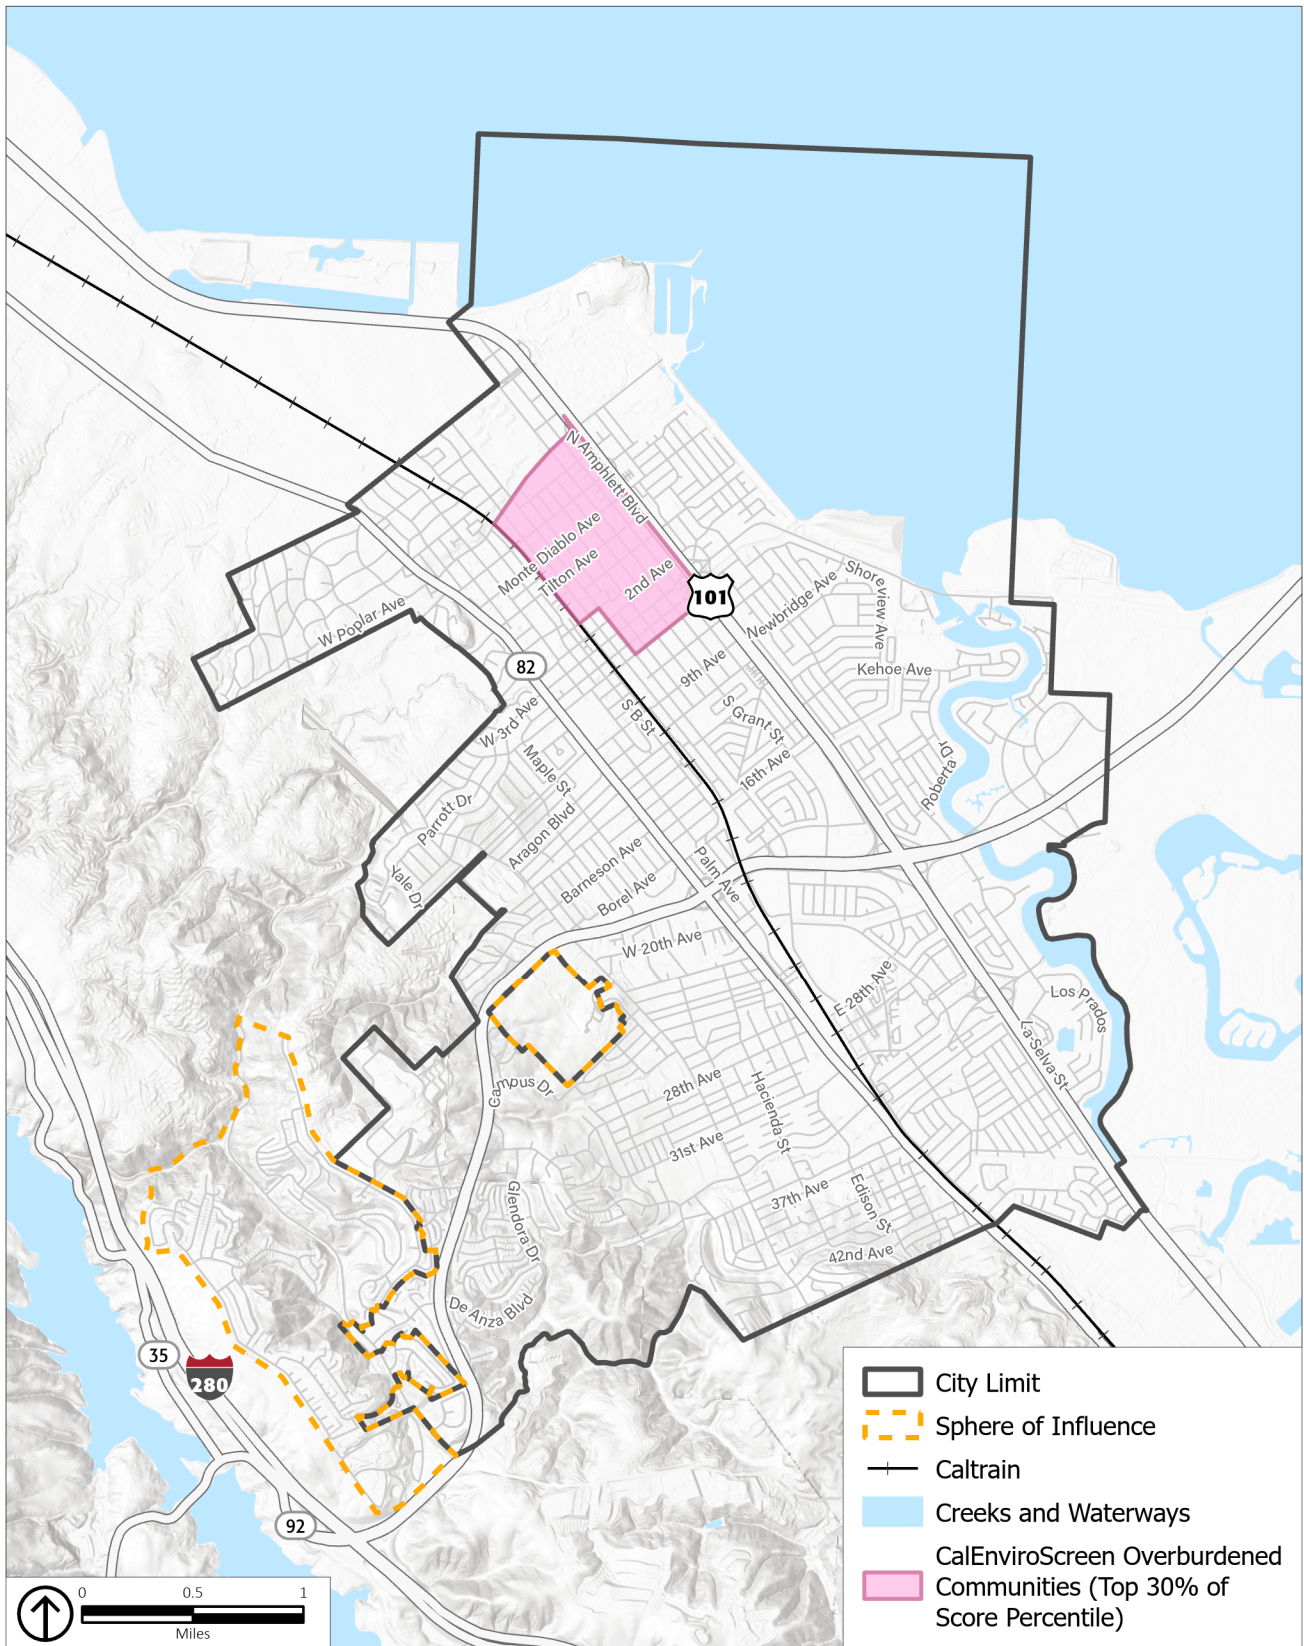 N Amphlett Blvd
Monte Diablo Ave
Tilton Ave
2nd Ave
101
Newbridge Ave
Shoreview Ave
W Poplar Ave
82
9th Ave
Kehoe Ave
W 3rd Ave
S B St
S Grant St
Maple St
16th Ave
Roberta Dr
Parrott Dr
Aragon Blvd
Yale Dr
Barneson Ave
Palm Ave
Borel Ave
W 20th Ave
E 28th Ave
Los Prados
La Selva St
Campus Dr
28th Ave
Hacienda St
31st Ave
Glendora Dr
37th Ave
Edison St
42nd Ave
De Anza Blvd
35
280
92
City Limit
Sphere of Influence
Caltrain
Creeks and Waterways
CalEnviroScreen Overburdened
Communities (Top 30% of
Score Percentile)
0 0.5 1
Miles